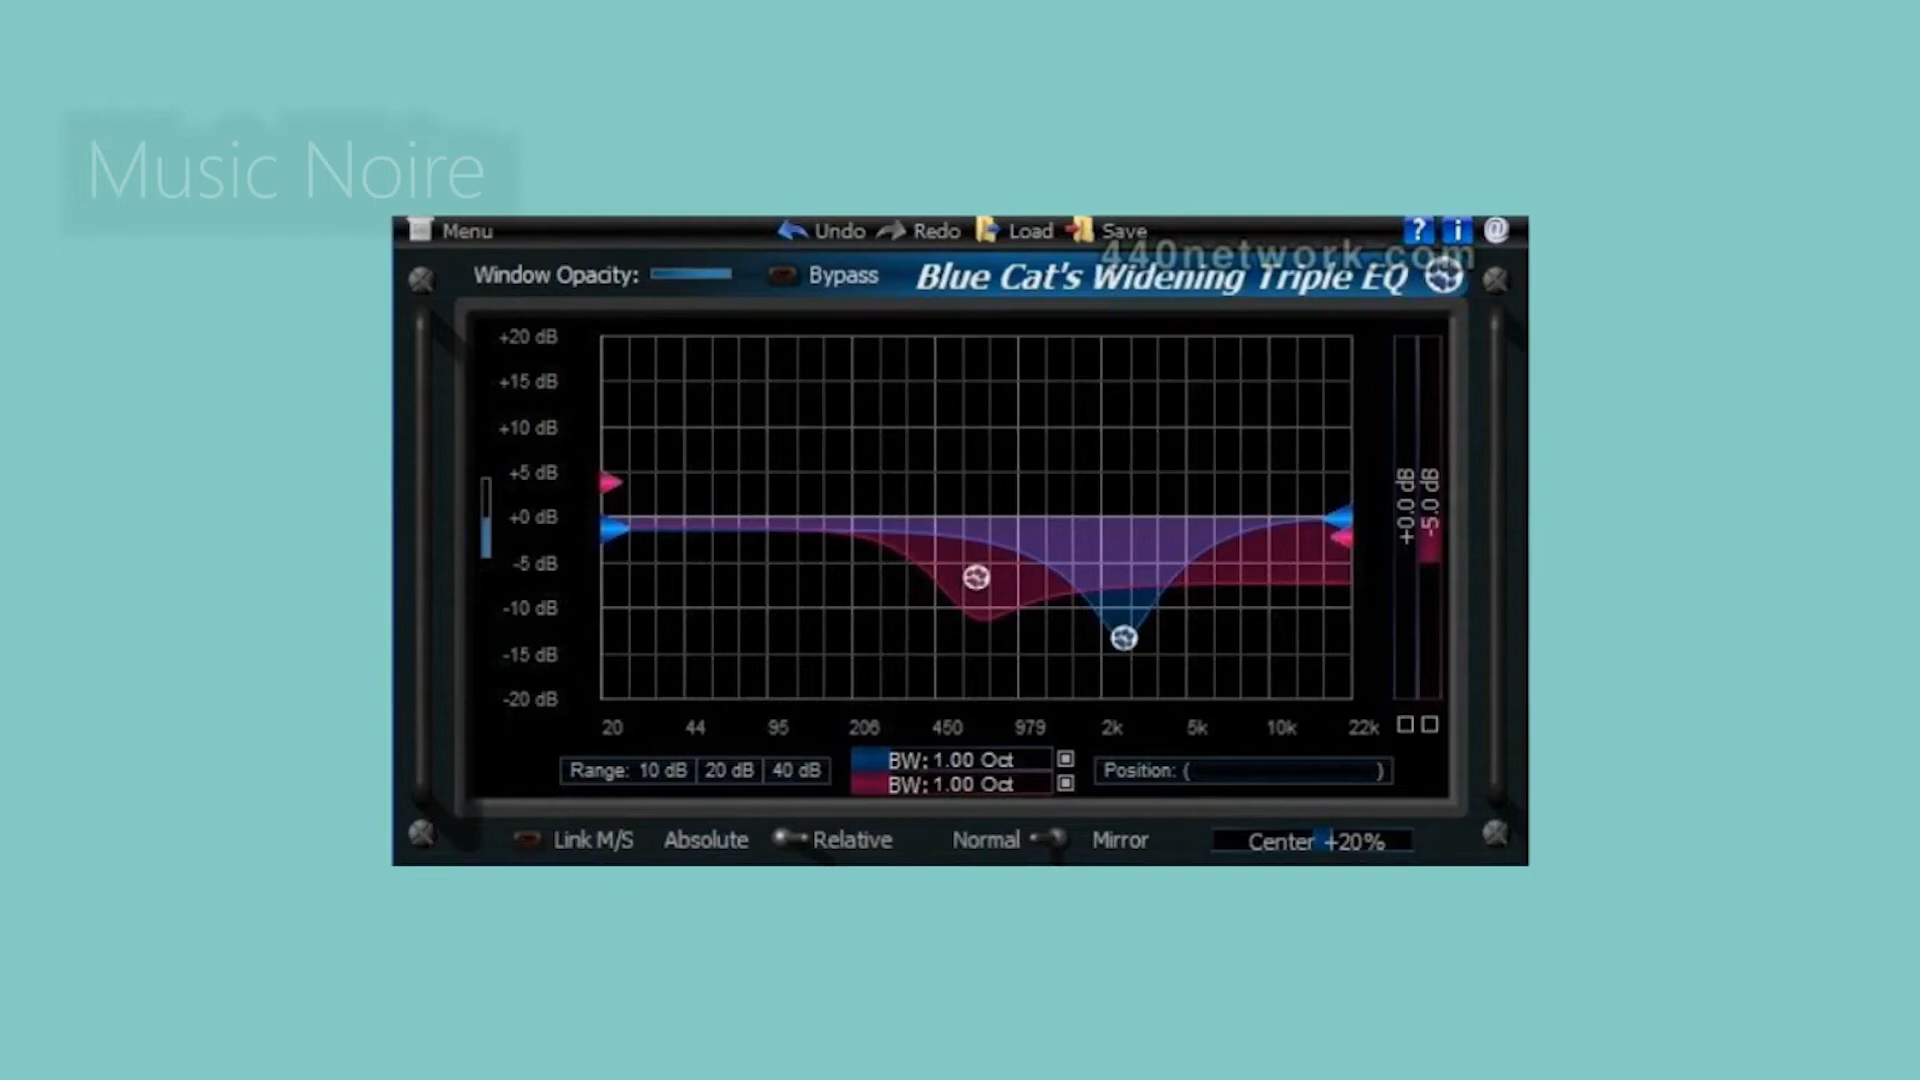 Music Noire
Menu Undo Redo Load Save ? i @
440network.com
Window Opacity: Bypass Blue Cat's Widening Triple EQ
+20 dB
+15 dB
+10 dB
+5 dB
+0 dB
-5 dB
-10 dB
-15 dB
-20 dB
+0.0 dB
-5.0 dB
20 44 95 206 450 979 2k 5k 10k 22k
BW: 1.00 Oct
Range: 10 dB 20 dB 40 dB Position: ( )
BW: 1.00 Oct
Link M/S Absolute Relative Normal Mirror Center +20%